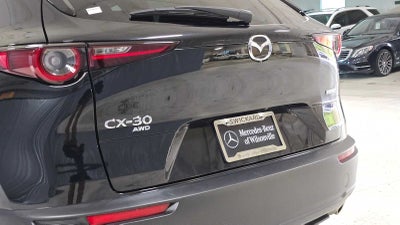 CX-30
AWD
SWICKARD
Mercedes-Benz
of Wilsonville